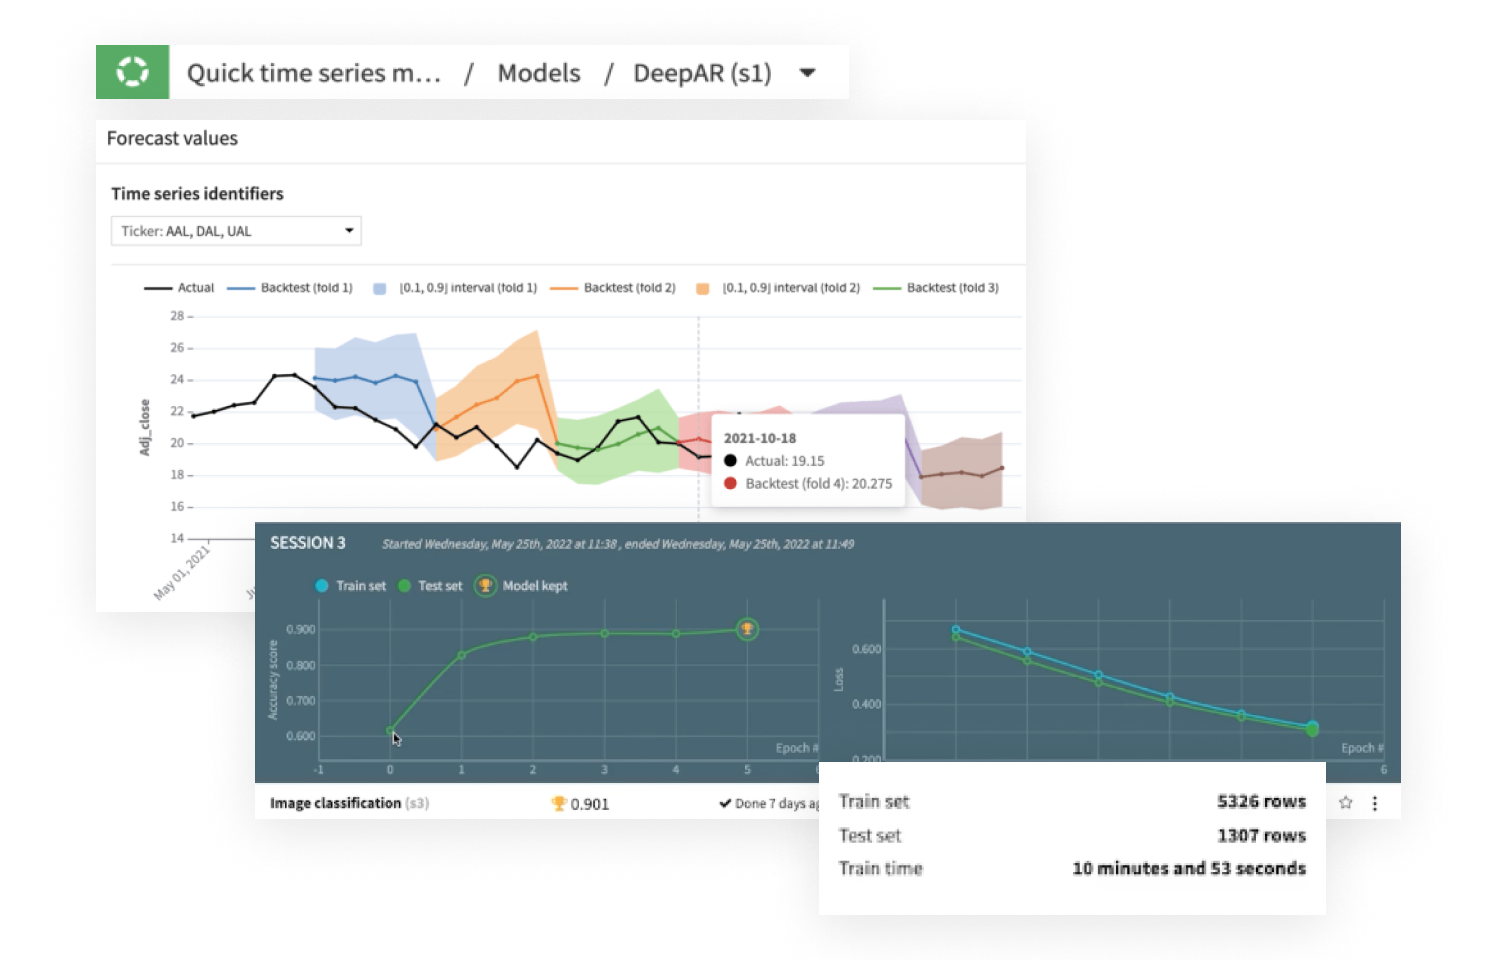 Quick time series m... / Models / DeepAR (s1)
Forecast values
Time series identifiers
Ticker: AAL, DAL, UAL
Actual Backtest (fold 1) [0.1, 0.9] interval (fold 1) Backtest (fold 2) [0.1, 0.9] interval (fold 2) Backtest (fold 3)
28
26
24
22
20
18
16
14
Adj_close
May 01, 2021
2021-10-18
Actual: 19.15
Backtest (fold 4): 20.275
SESSION 3 Started Wednesday, May 25th, 2022 at 11:38, ended Wednesday, May 25th, 2022 at 11:49
Train set Test set Model kept
Accuracy score
0.900
0.800
0.700
0.600
Epoch #
-1 0 1 2 3 4 5
Loss
0.600
0.400
0.200
Epoch #
6
Image classification (s3) 0.901 Done 7 days ag
Train set 5326 rows
Test set 1307 rows
Train time 10 minutes and 53 seconds